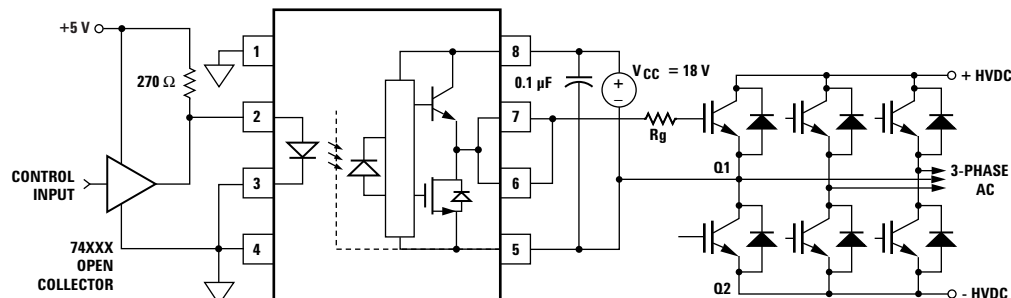 +5 V
270 Ω
1
2
3
4
CONTROL
INPUT
74XXX
OPEN
COLLECTOR
8
7
6
5
0.1 µF
VCC = 18 V
+
–
Rg
Q1
Q2
+ HVDC
3-PHASE
AC
- HVDC